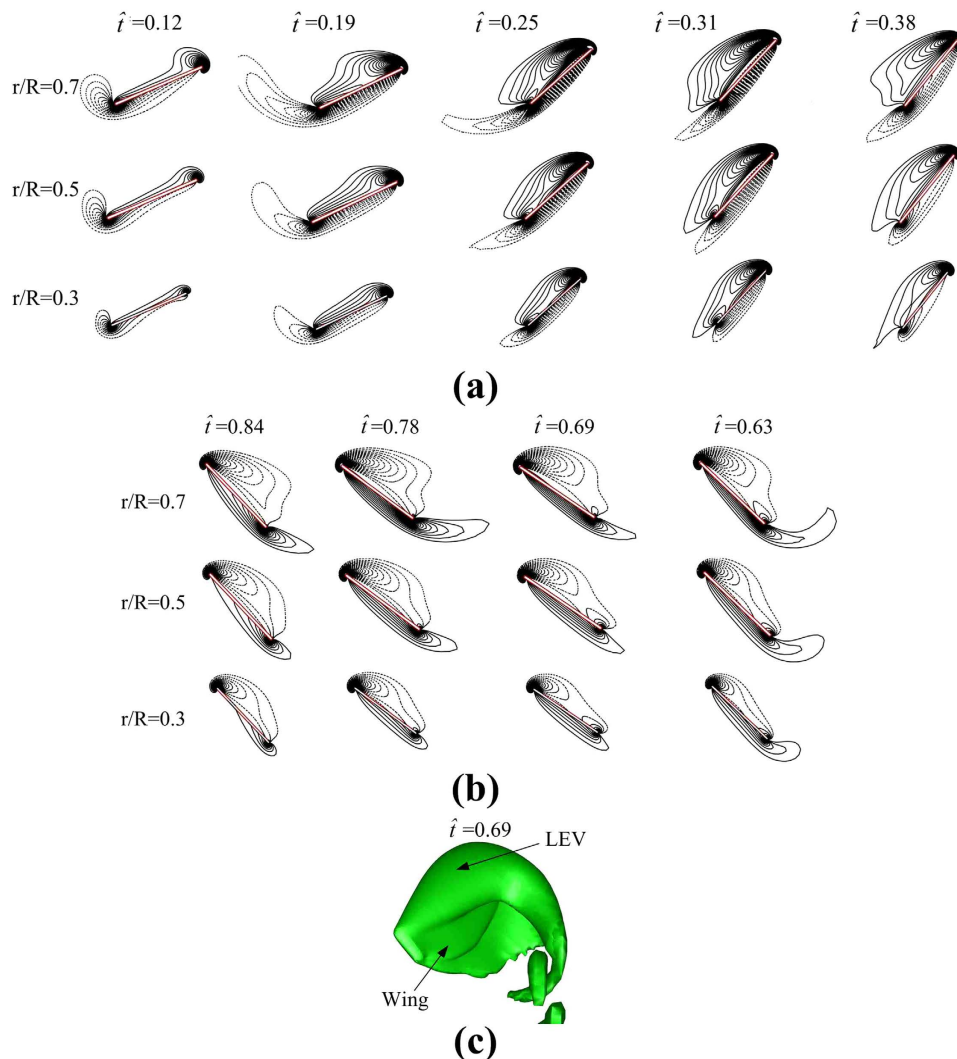 t̂ =0.12 t̂ =0.19 t̂ =0.25 t̂ =0.31 t̂ =0.38
r/R=0.7
r/R=0.5
r/R=0.3
(a)
t̂ =0.84 t̂ =0.78 t̂ =0.69 t̂ =0.63
r/R=0.7
r/R=0.5
r/R=0.3
(b)
t̂ =0.69
LEV
Wing
(c)